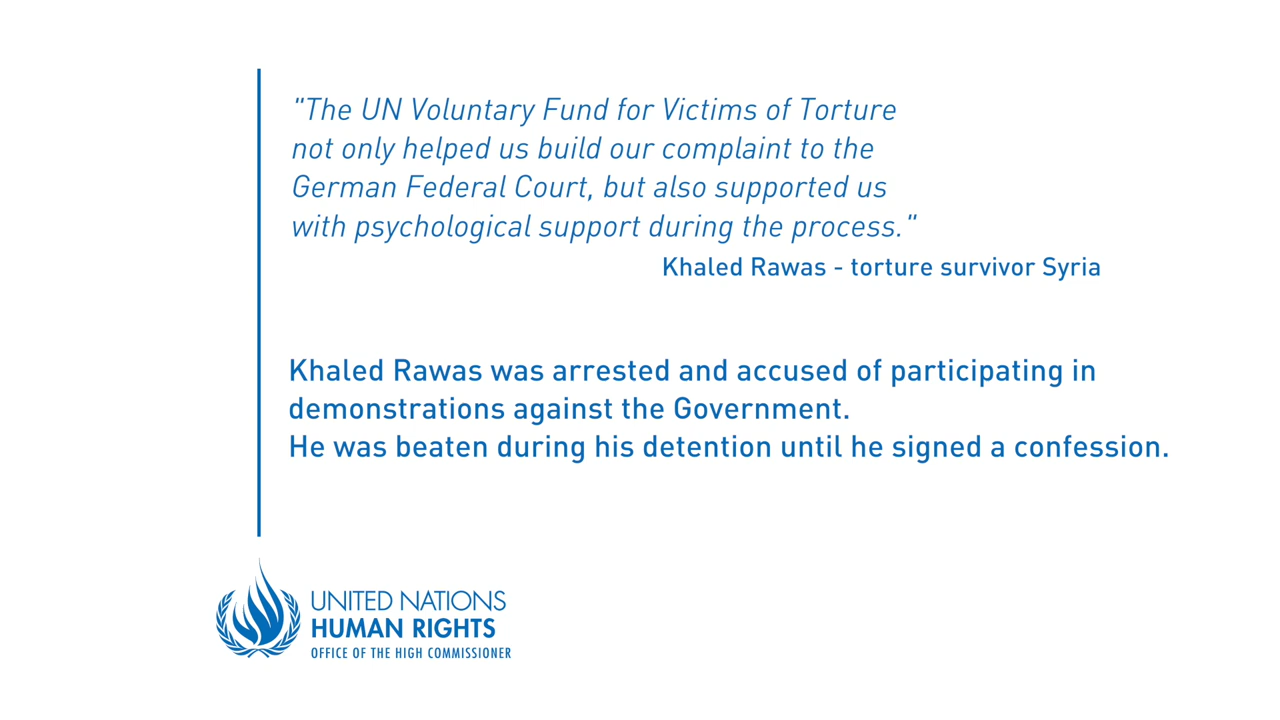 "The UN Voluntary Fund for Victims of Torture
not only helped us build our complaint to the
German Federal Court, but also supported us
with psychological support during the process."
Khaled Rawas - torture survivor Syria
Khaled Rawas was arrested and accused of participating in
demonstrations against the Government.
He was beaten during his detention until he signed a confession.
UNITED NATIONS
HUMAN RIGHTS
OFFICE OF THE HIGH COMMISSIONER